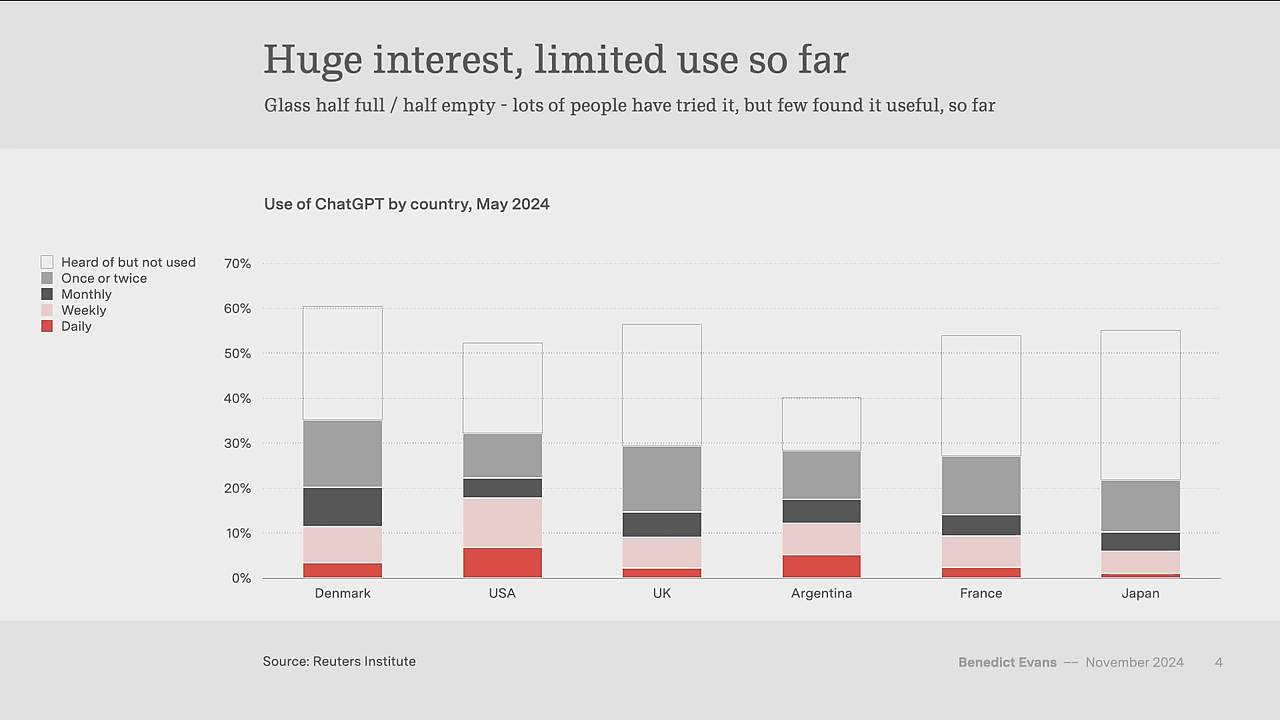 Huge interest, limited use so far
Glass half full / half empty - lots of people have tried it, but few found it useful, so far
Use of ChatGPT by country, May 2024
Heard of but not used
Once or twice
Monthly
Weekly
Daily
70%
60%
50%
40%
30%
20%
10%
0%
Denmark USA UK Argentina France Japan
Source: Reuters Institute
Benedict Evans –– November 2024 4